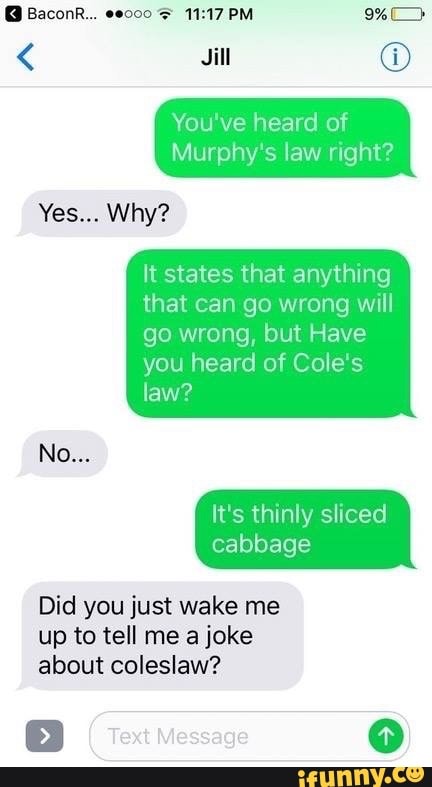 BaconR... 11:17 PM 9%
Jill
You've heard of
Murphy's law right?
Yes... Why?
It states that anything
that can go wrong will
go wrong, but Have
you heard of Cole's
law?
No...
It's thinly sliced
cabbage
Did you just wake me
up to tell me a joke
about coleslaw?
Text Message
ifunny.co